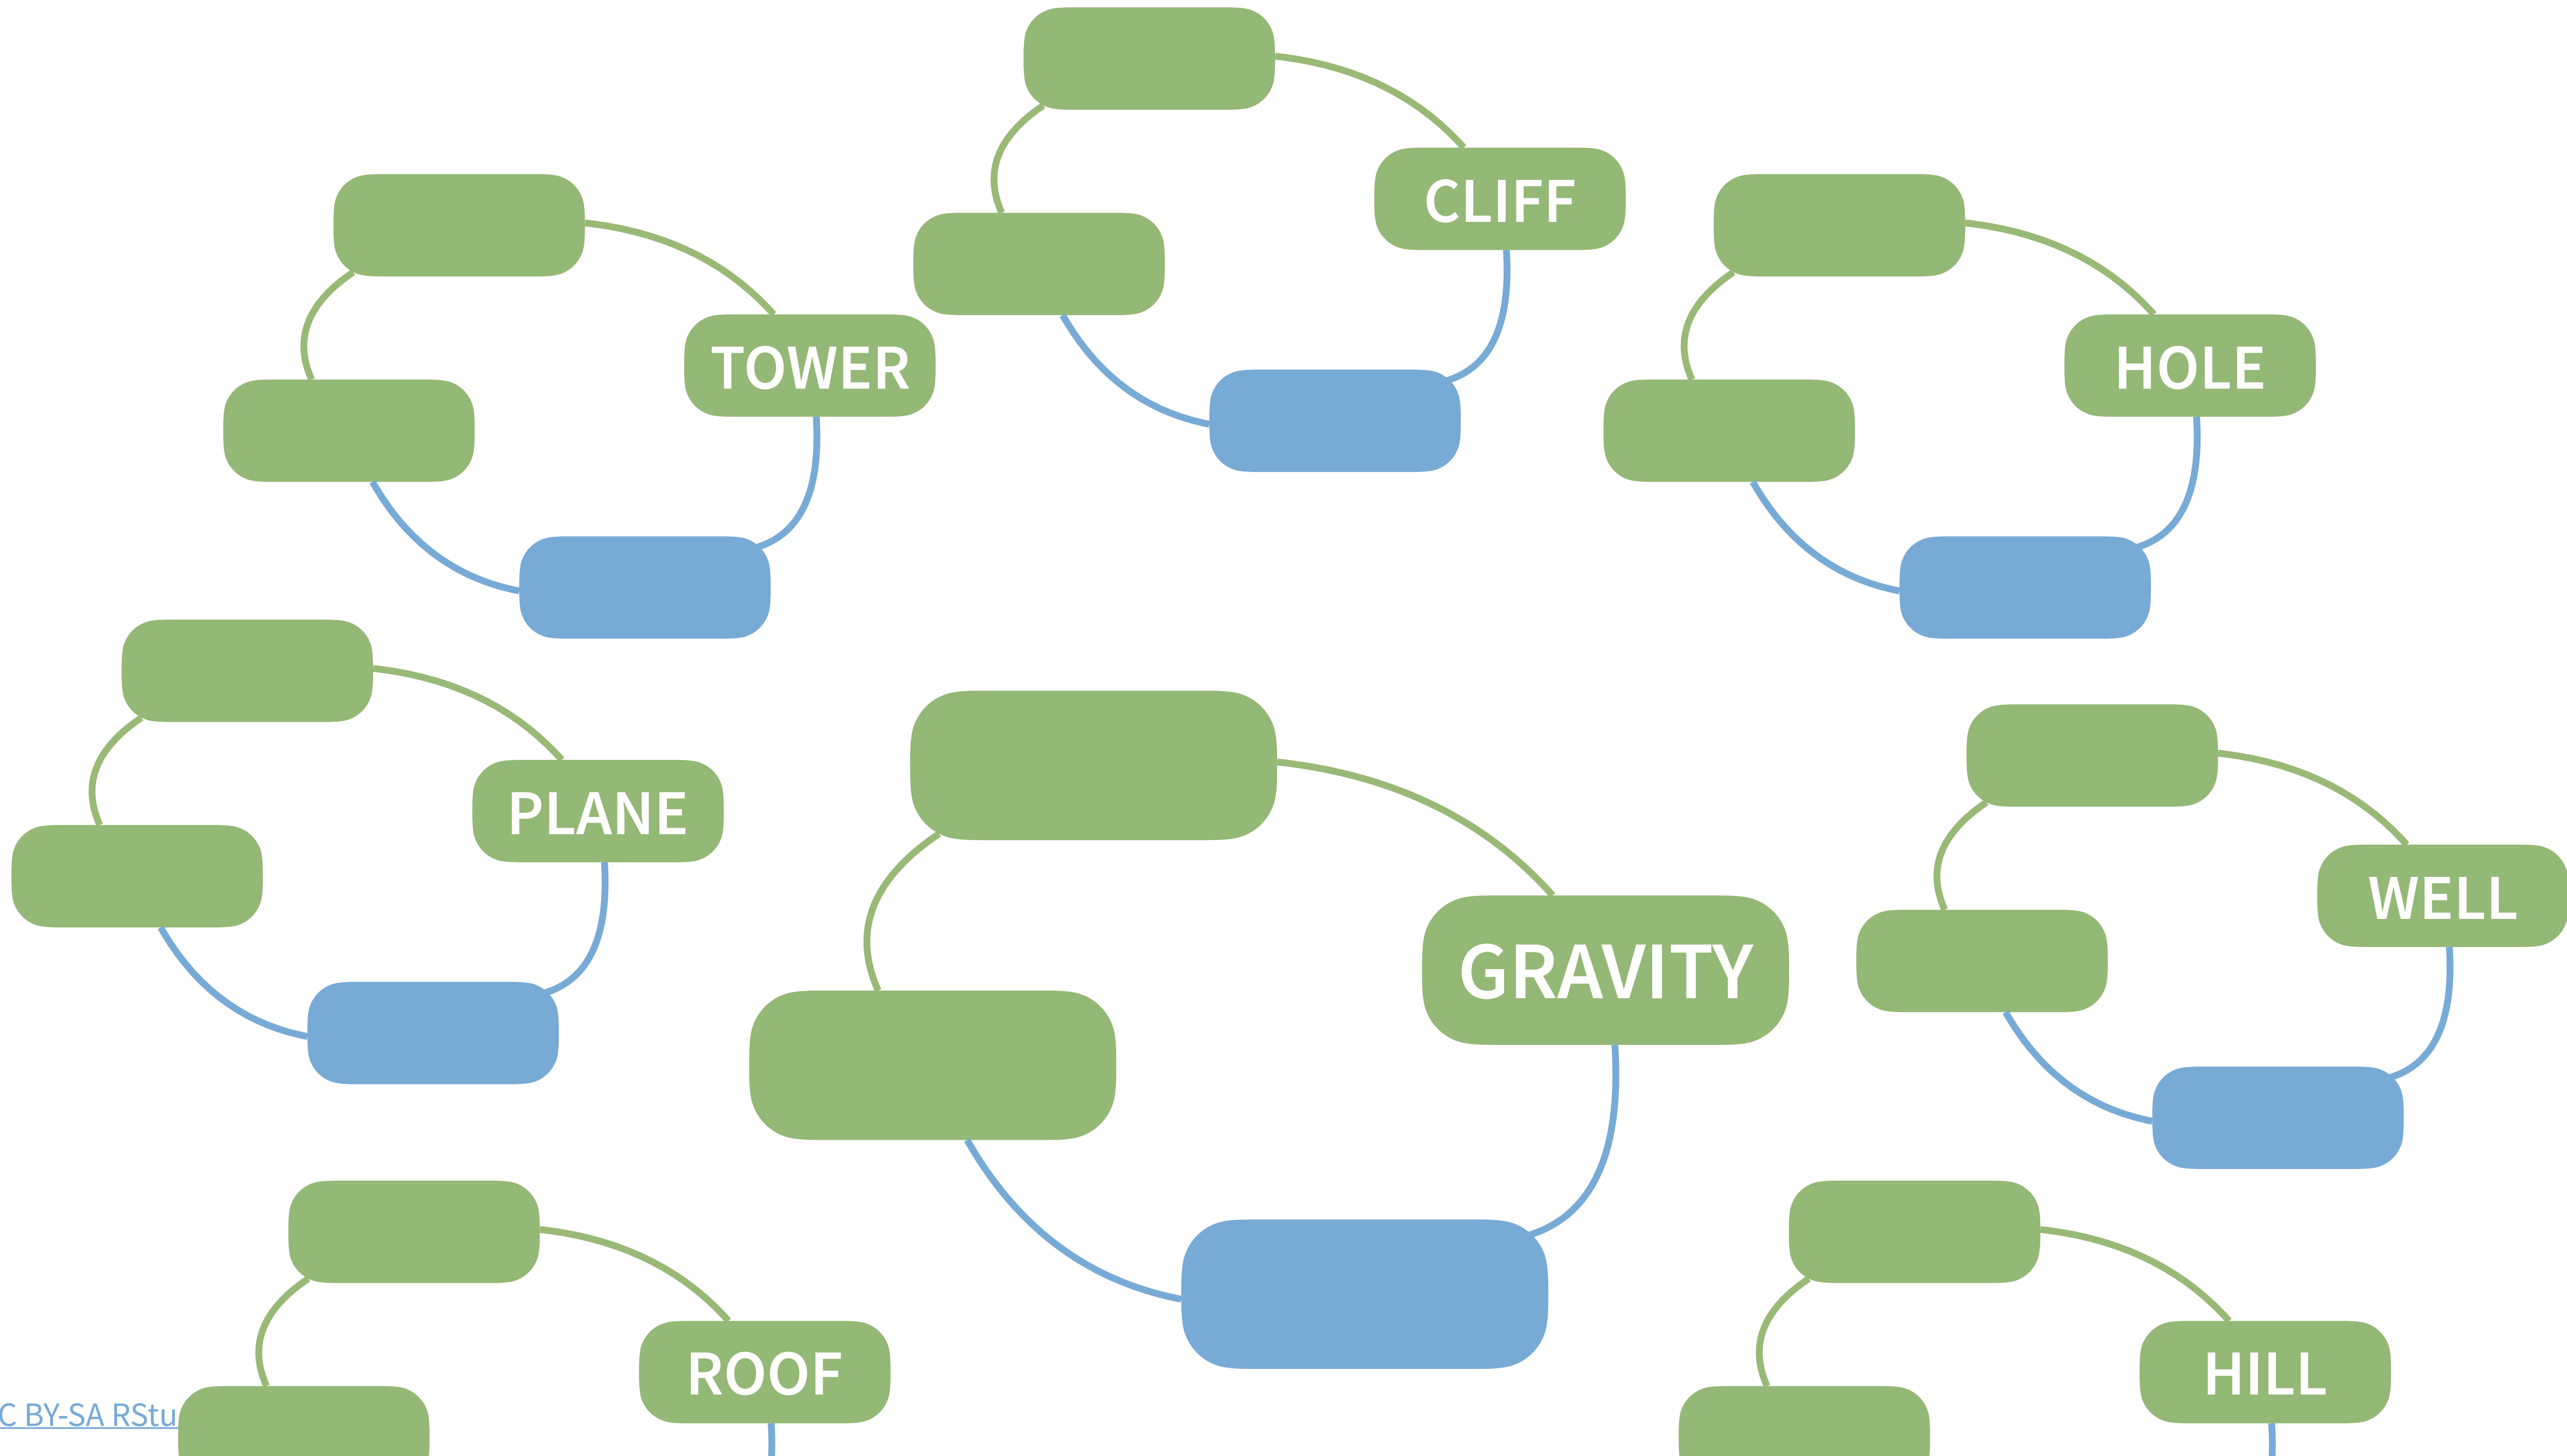 CLIFF
TOWER
HOLE
PLANE
WELL
GRAVITY
ROOF
HILL
C BY-SA RStu